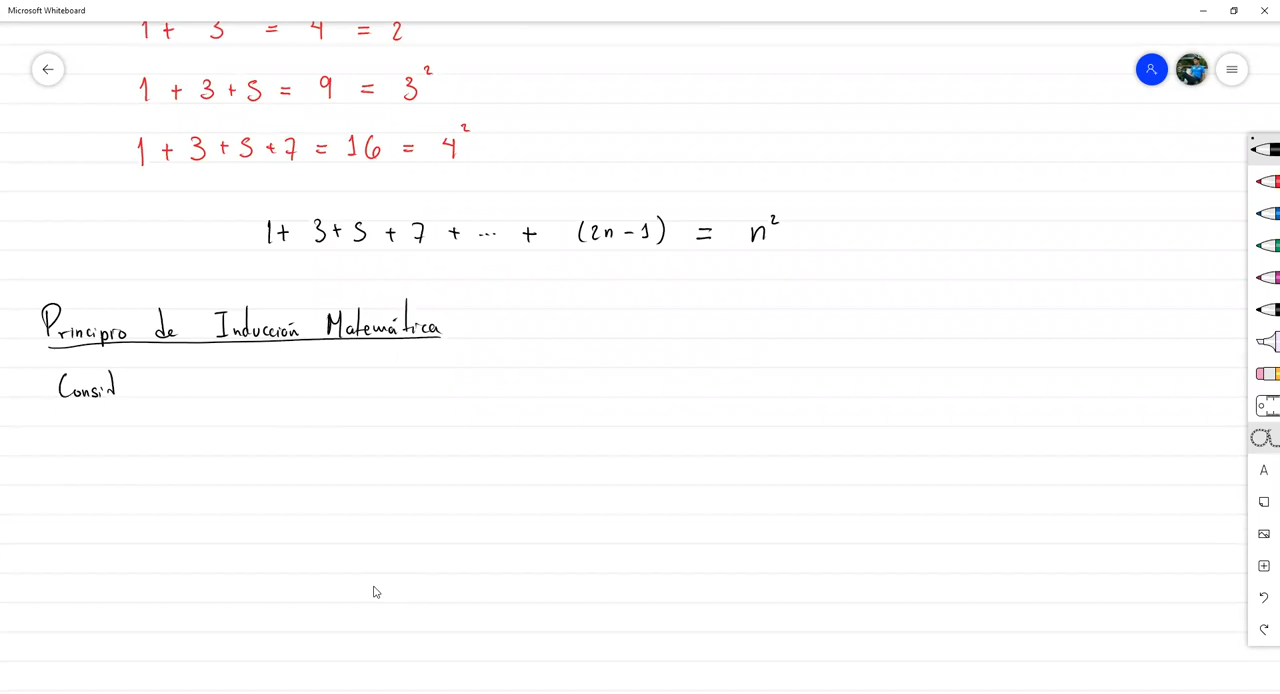 Microsoft Whiteboard
1 + 3 = 4 = 2
1 + 3 + 5 = 9 = 3²
1 + 3 + 5 + 7 = 16 = 4²
1 + 3 + 5 + 7 + ... + (2n - 1) = n²
Principio de Inducción Matemática
Consid
A